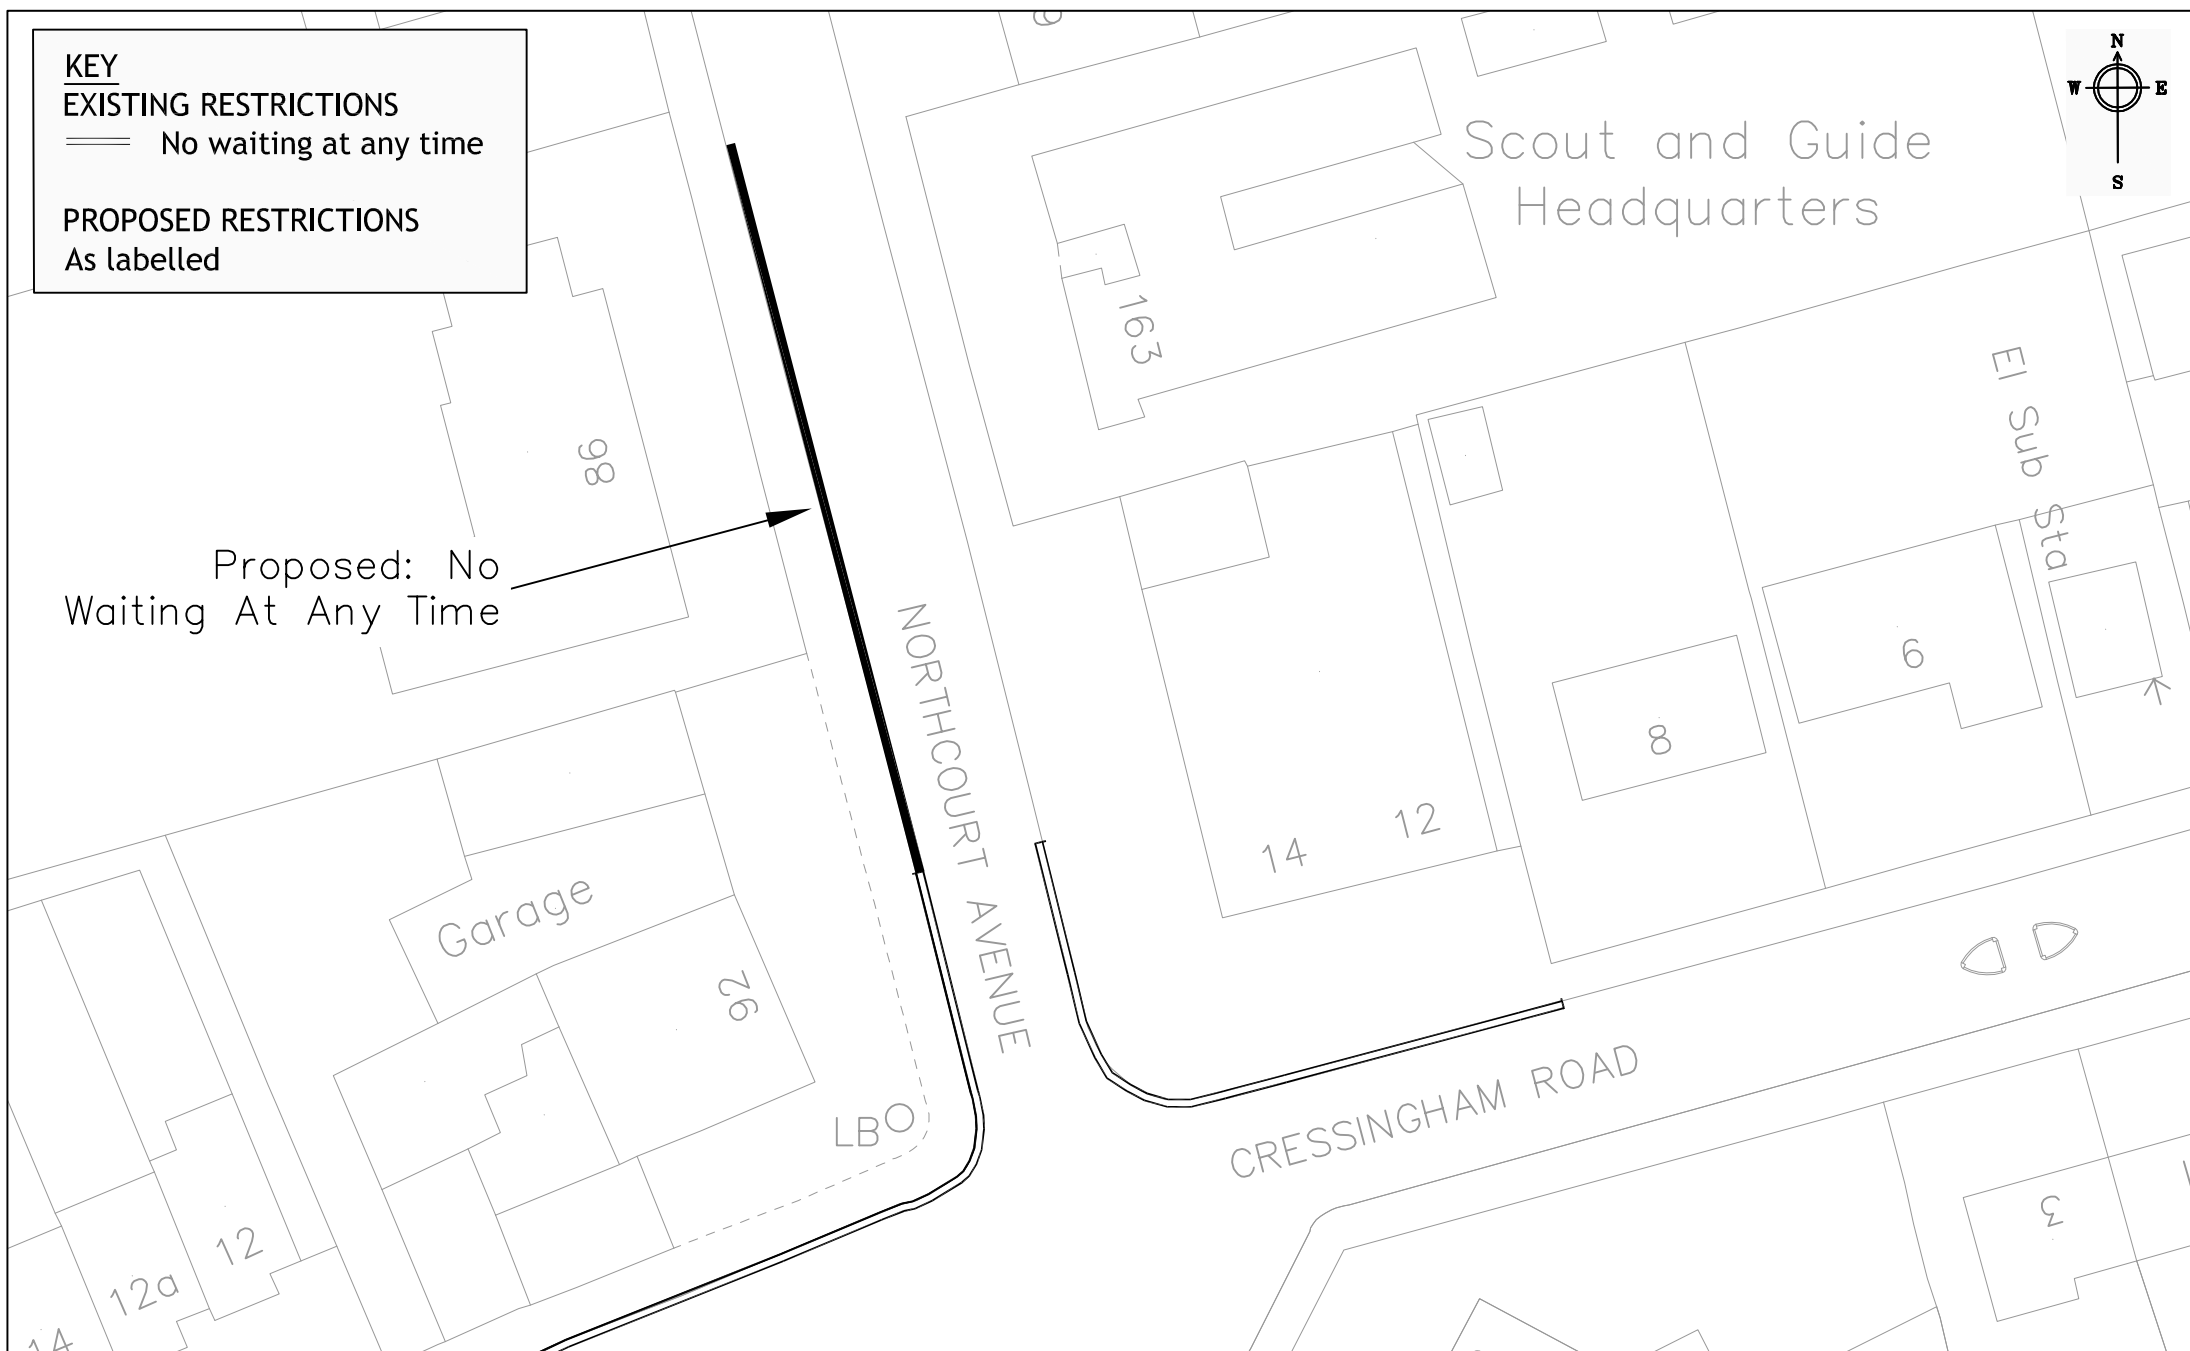 KEY
EXISTING RESTRICTIONS
No waiting at any time
PROPOSED RESTRICTIONS
As labelled
N
W E
S
Scout and Guide
Headquarters
163
98
El Sub Sta
Proposed: No
Waiting At Any Time
NORTHCOURT AVENUE
6
8
12
14
Garage
92
LB
CRESSINGHAM ROAD
3
12
12a
14